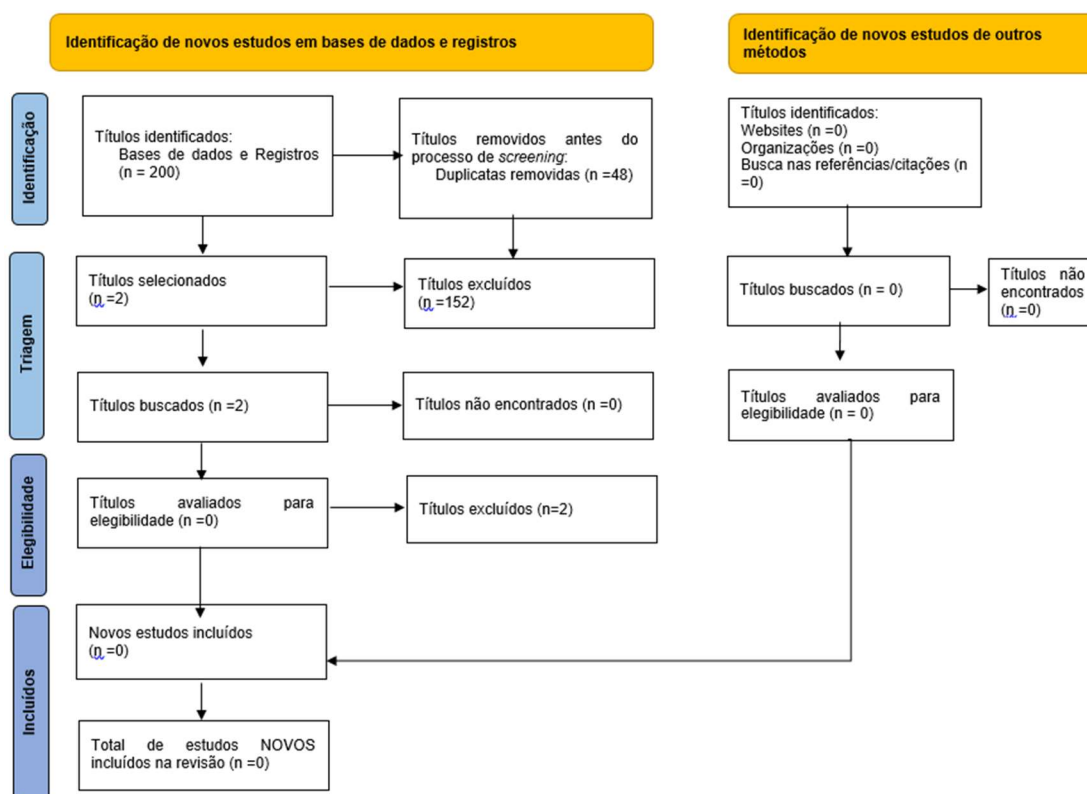 Identificação de novos estudos em bases de dados e registros
Identificação de novos estudos de outros
métodos
Identificação
Títulos identificados:
Bases de dados e Registros
(n = 200)
Títulos removidos antes do
processo de screening:
Duplicatas removidas (n =48)
Títulos identificados:
Websites (n =0)
Organizações (n =0)
Busca nas referências/citações (n
=0)
Triagem
Títulos selecionados
(n =2)
Títulos excluídos
(n =152)
Títulos buscados (n = 0)
Títulos não
encontrados
(n =0)
Títulos buscados (n =2)
Títulos não encontrados (n =0)
Títulos avaliados para
elegibilidade (n = 0)
Elegibilidade
Títulos avaliados para
elegibilidade (n =0)
Títulos excluídos (n=2)
Incluídos
Novos estudos incluídos
(n =0)
Total de estudos NOVOS
incluídos na revisão (n =0)